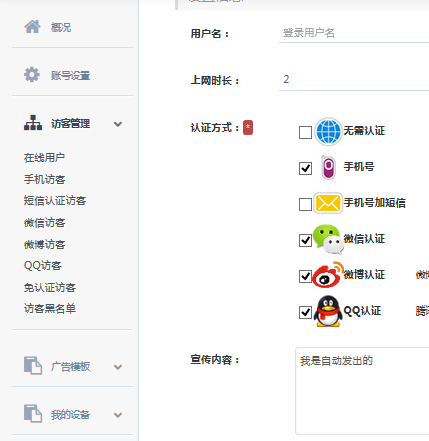 概况
账号设置
访客管理
在线用户
手机访客
短信认证访客
微信访客
微博访客
QQ访客
免认证访客
访客黑名单
广告模板
我的设备
用户名：
登录用户名
上网时长：
2
认证方式： *
无需认证
手机号
手机号加短信
微信认证
微博认证 微
QQ认证 腾
宣传内容：
我是自动发出的